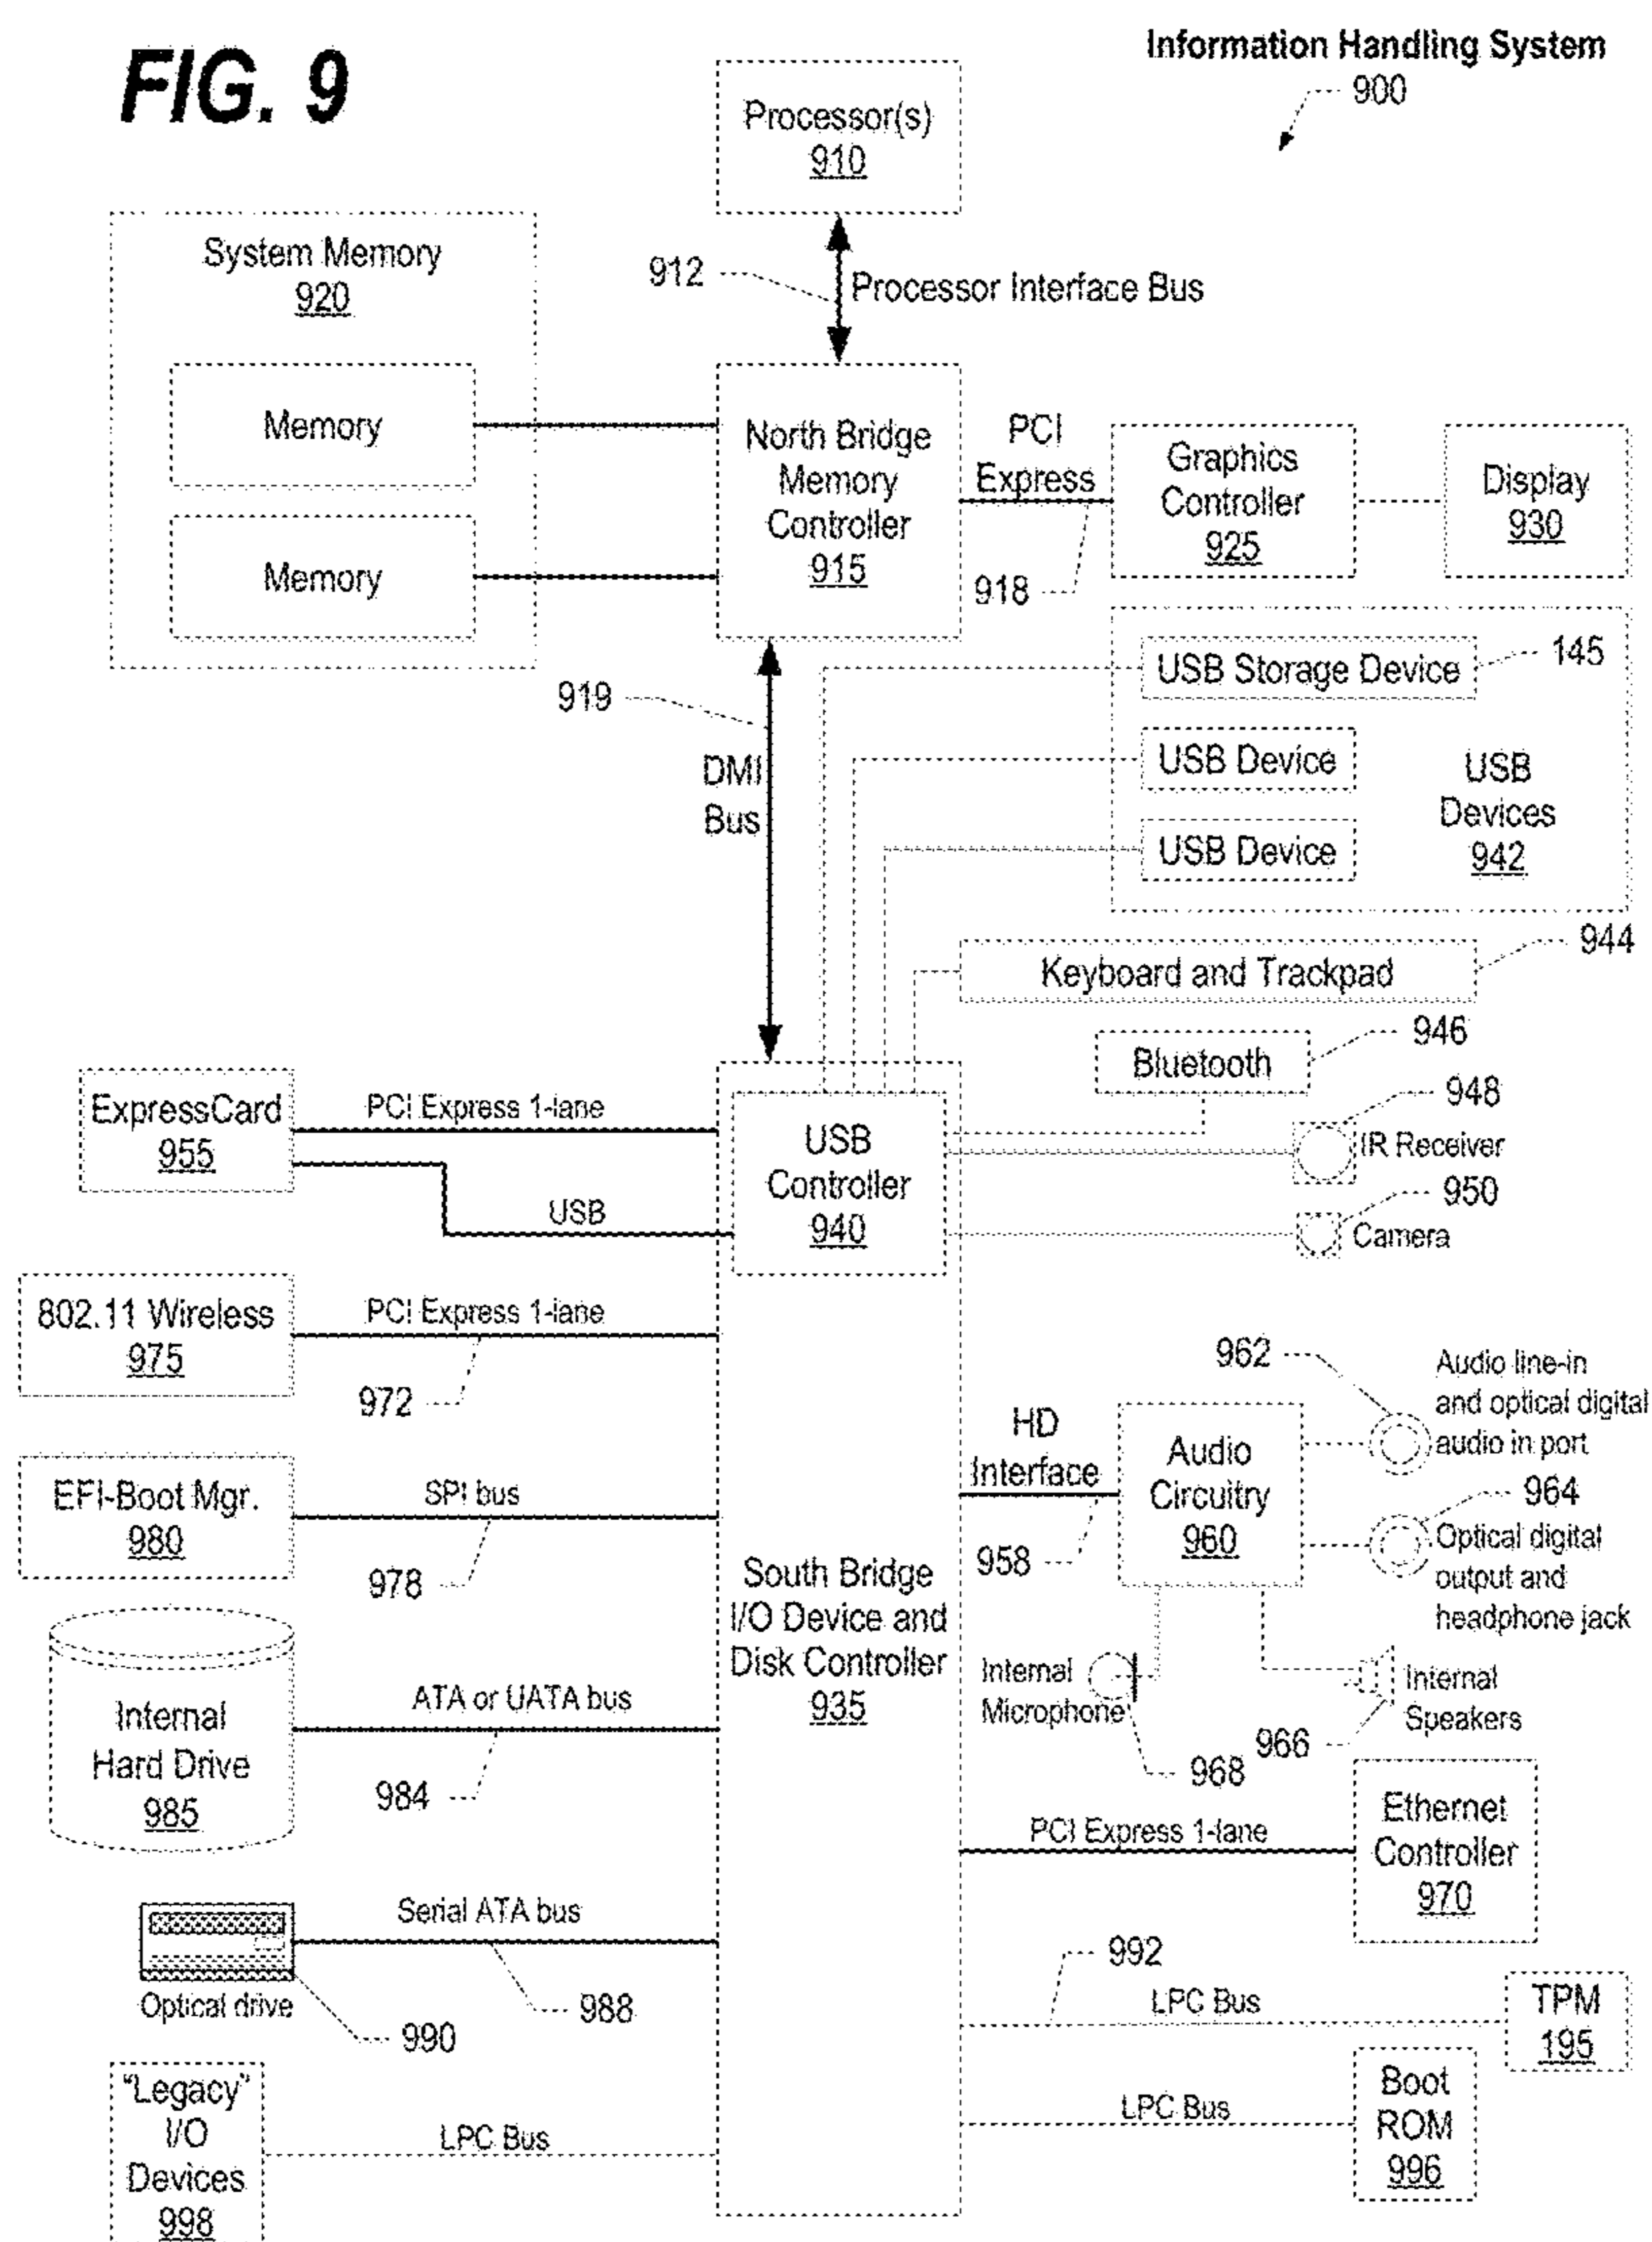 FIG. 9
Information Handling System
900
Processor(s)
910
System Memory
920
912
Processor Interface Bus
Memory
Memory
North Bridge
Memory
Controller
915
PCI
Express
918
Graphics
Controller
925
Display
930
919
DMI
Bus
USB Storage Device
145
USB Device
USB Device
USB
Devices
942
Keyboard and Trackpad
944
Bluetooth
946
948
IR Receiver
950
Camera
ExpressCard
955
PCI Express 1-lane
USB
USB
Controller
940
802.11 Wireless
975
PCI Express 1-lane
972
EFI-Boot Mgr.
980
SPI bus
978
South Bridge
I/O Device and
Disk Controller
935
HD
Interface
958
Audio
Circuitry
960
962
Audio line-in
and optical digital
audio in port
964
Optical digital
output and
headphone jack
Internal
Microphone
968
966
Internal
Speakers
Internal
Hard Drive
985
ATA or UATA bus
984
PCI Express 1-lane
Ethernet
Controller
970
Serial ATA bus
988
Optical drive
990
992
LPC Bus
TPM
195
LPC Bus
Boot
ROM
996
"Legacy"
I/O
Devices
998
LPC Bus